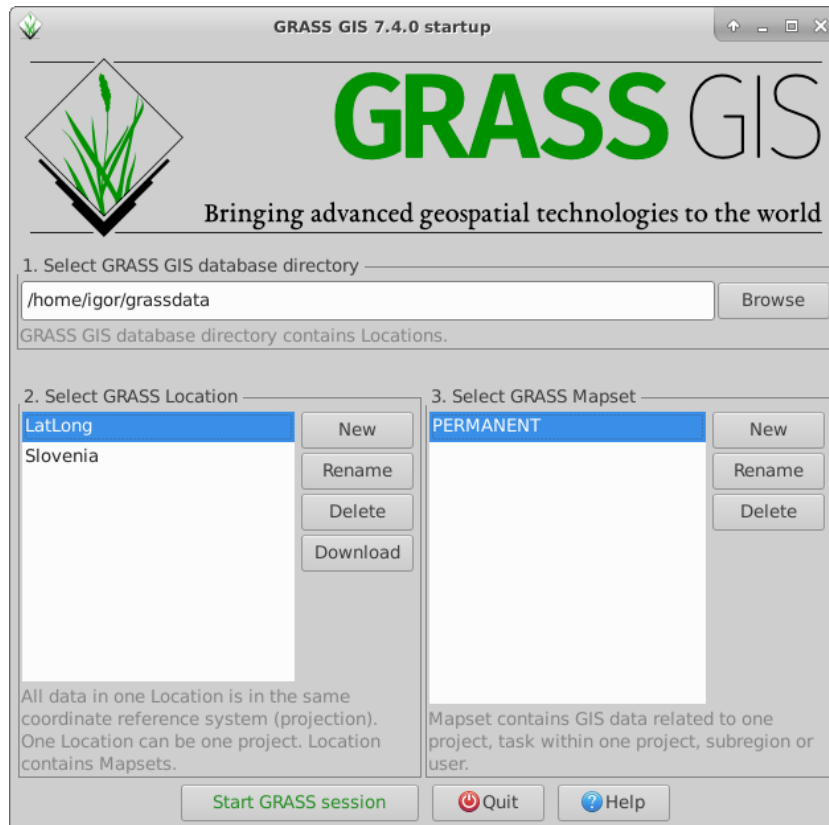 GRASS GIS 7.4.0 startup
GRASS GIS
Bringing advanced geospatial technologies to the world
1. Select GRASS GIS database directory
/home/igor/grassdata
Browse
GRASS GIS database directory contains Locations.
2. Select GRASS Location
LatLong
Slovenia
New
Rename
Delete
Download
All data in one Location is in the same
coordinate reference system (projection).
One Location can be one project. Location
contains Mapsets.
3. Select GRASS Mapset
PERMANENT
New
Rename
Delete
Mapset contains GIS data related to one
project, task within one project, subregion or
user.
Start GRASS session
Quit
Help